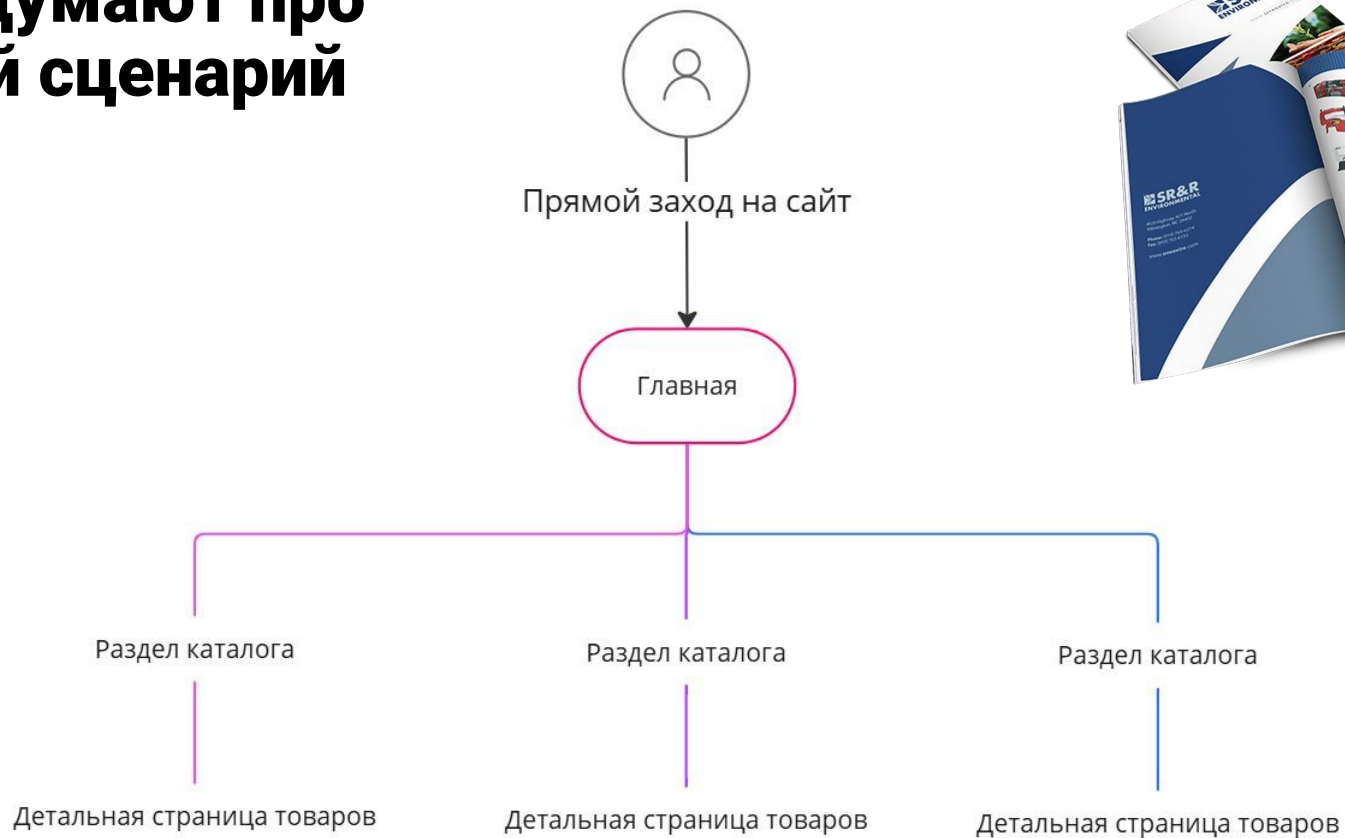 думают про
й сценарий
Прямой заход на сайт
Главная
Раздел каталога
Раздел каталога
Раздел каталога
Детальная страница товаров
Детальная страница товаров
Детальная страница товаров
SR&R
ENVIRONMENTAL